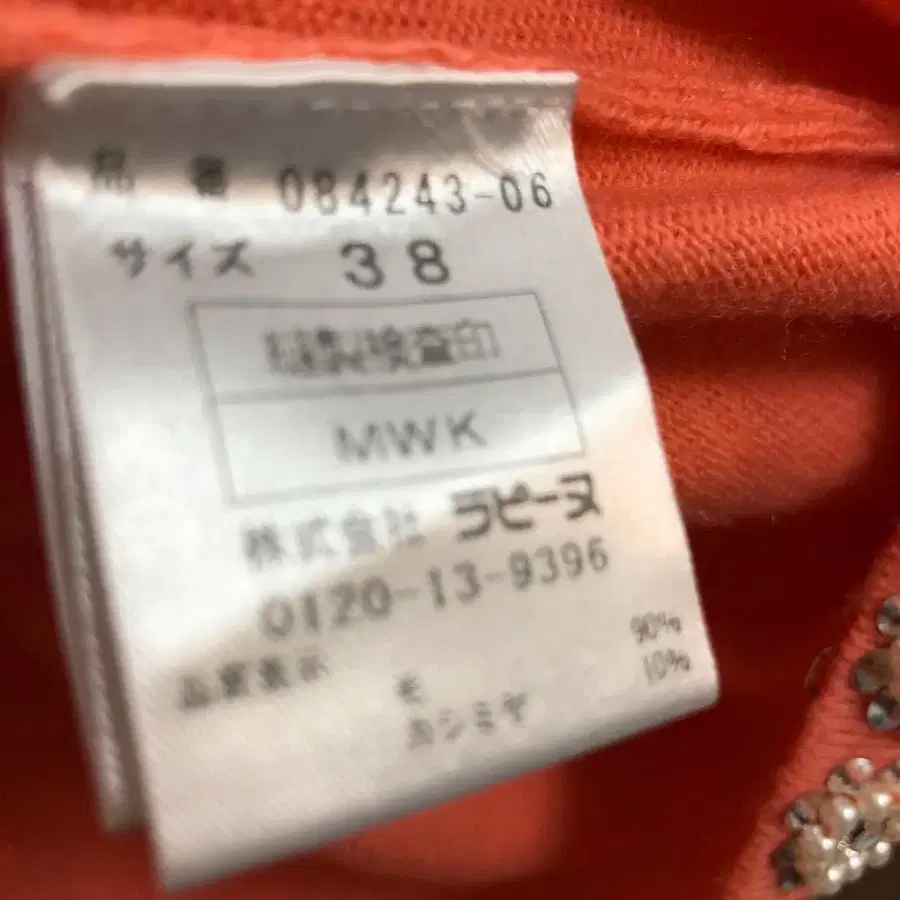 品 番 084243-06
サイズ 38
縫製検査印
MWK
株式会社 ラピーヌ
0120-13-9396
品質表示
毛 90%
カシミヤ 10%